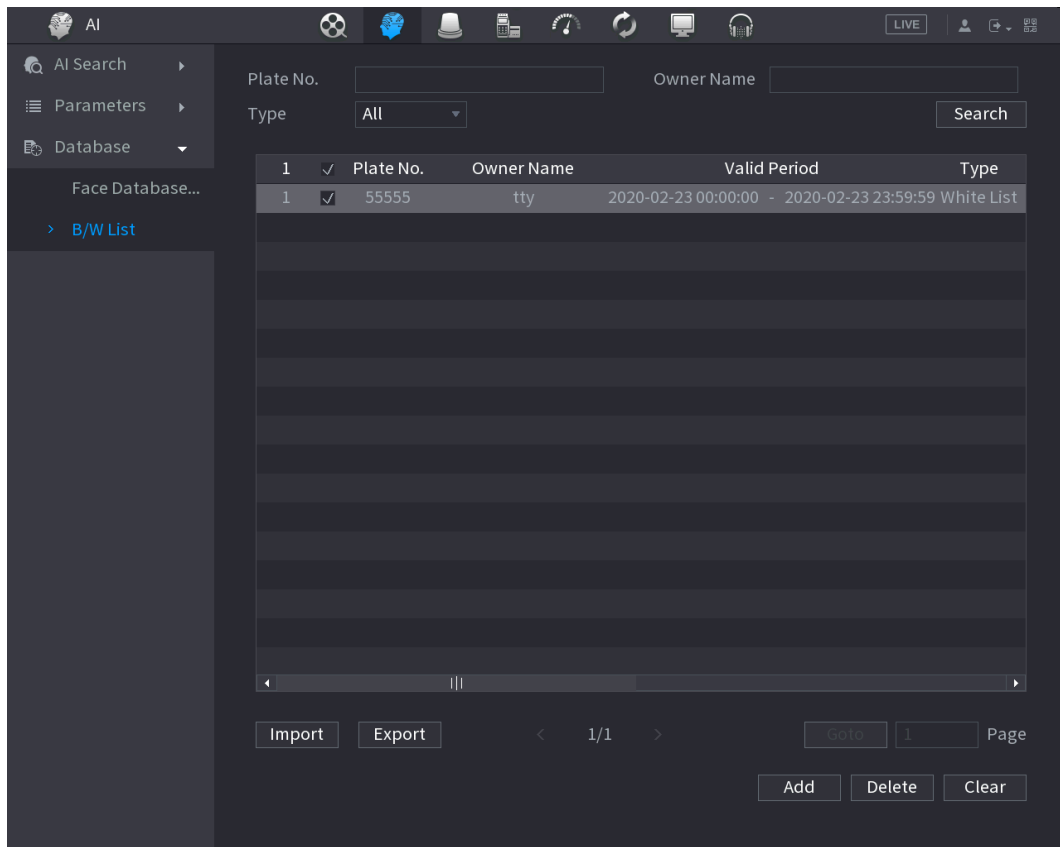 AI
LIVE
AI Search
Parameters
Database
Face Database...
> B/W List
Plate No.
Owner Name
Type
All
Search
1 Plate No. Owner Name Valid Period Type
1 55555 tty 2020-02-23 00:00:00 - 2020-02-23 23:59:59 White List
Import
Export
< 1/1 >
Goto
1
Page
Add
Delete
Clear